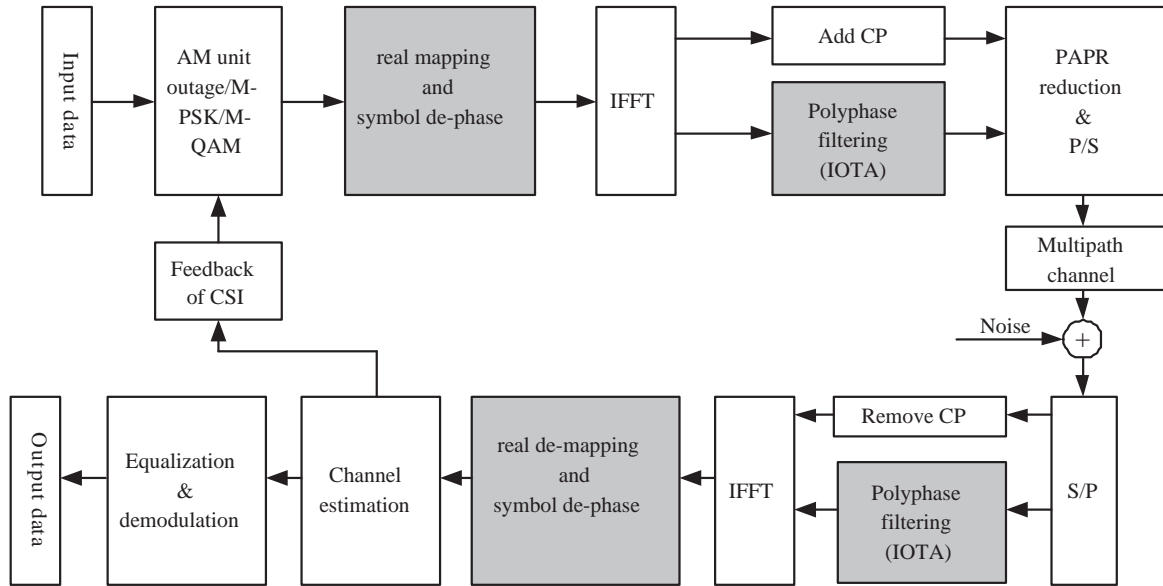 Input data
AM unit
outage/M-
PSK/M-
QAM
real mapping
and
symbol de-phase
IFFT
Add CP
Polyphase
filtering
(IOTA)
PAPR
reduction
&
P/S
Multipath
channel
Noise
+
Feedback
of CSI
Output data
Equalization
&
demodulation
Channel
estimation
real de-mapping
and
symbol de-phase
IFFT
Remove CP
Polyphase
filtering
(IOTA)
S/P